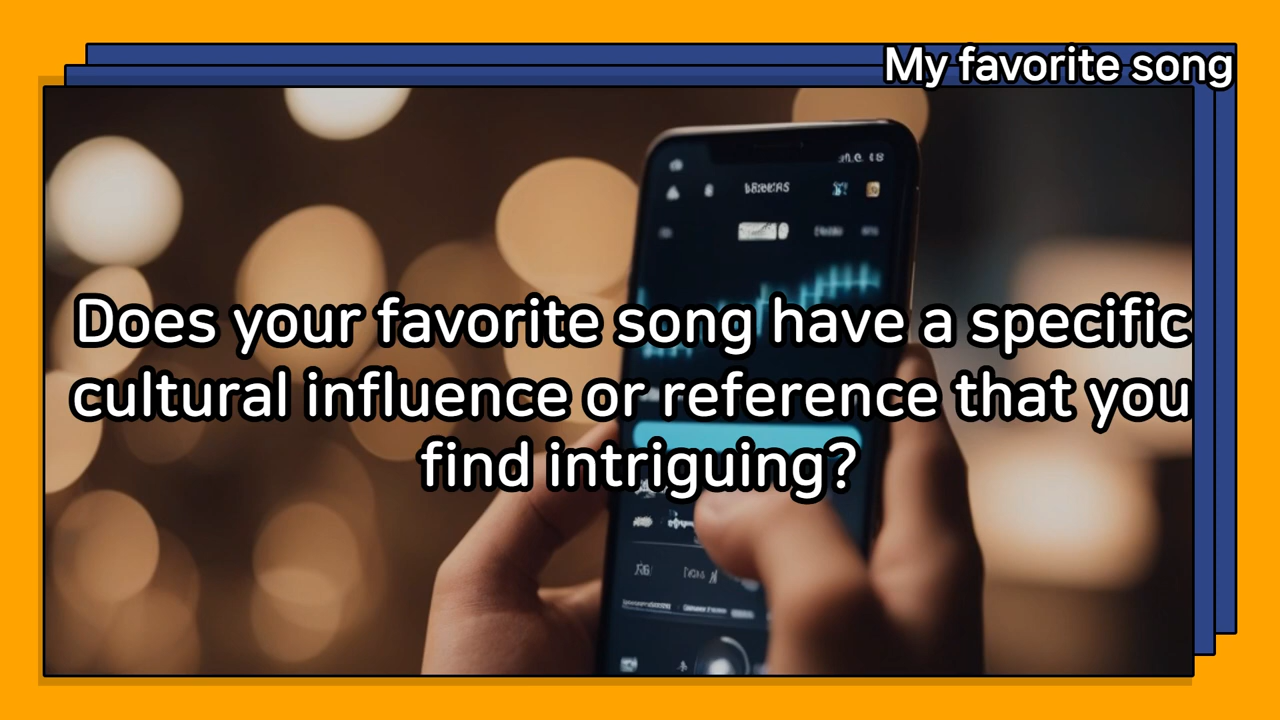 My favorite song
Does your favorite song have a specific
cultural influence or reference that you
find intriguing?